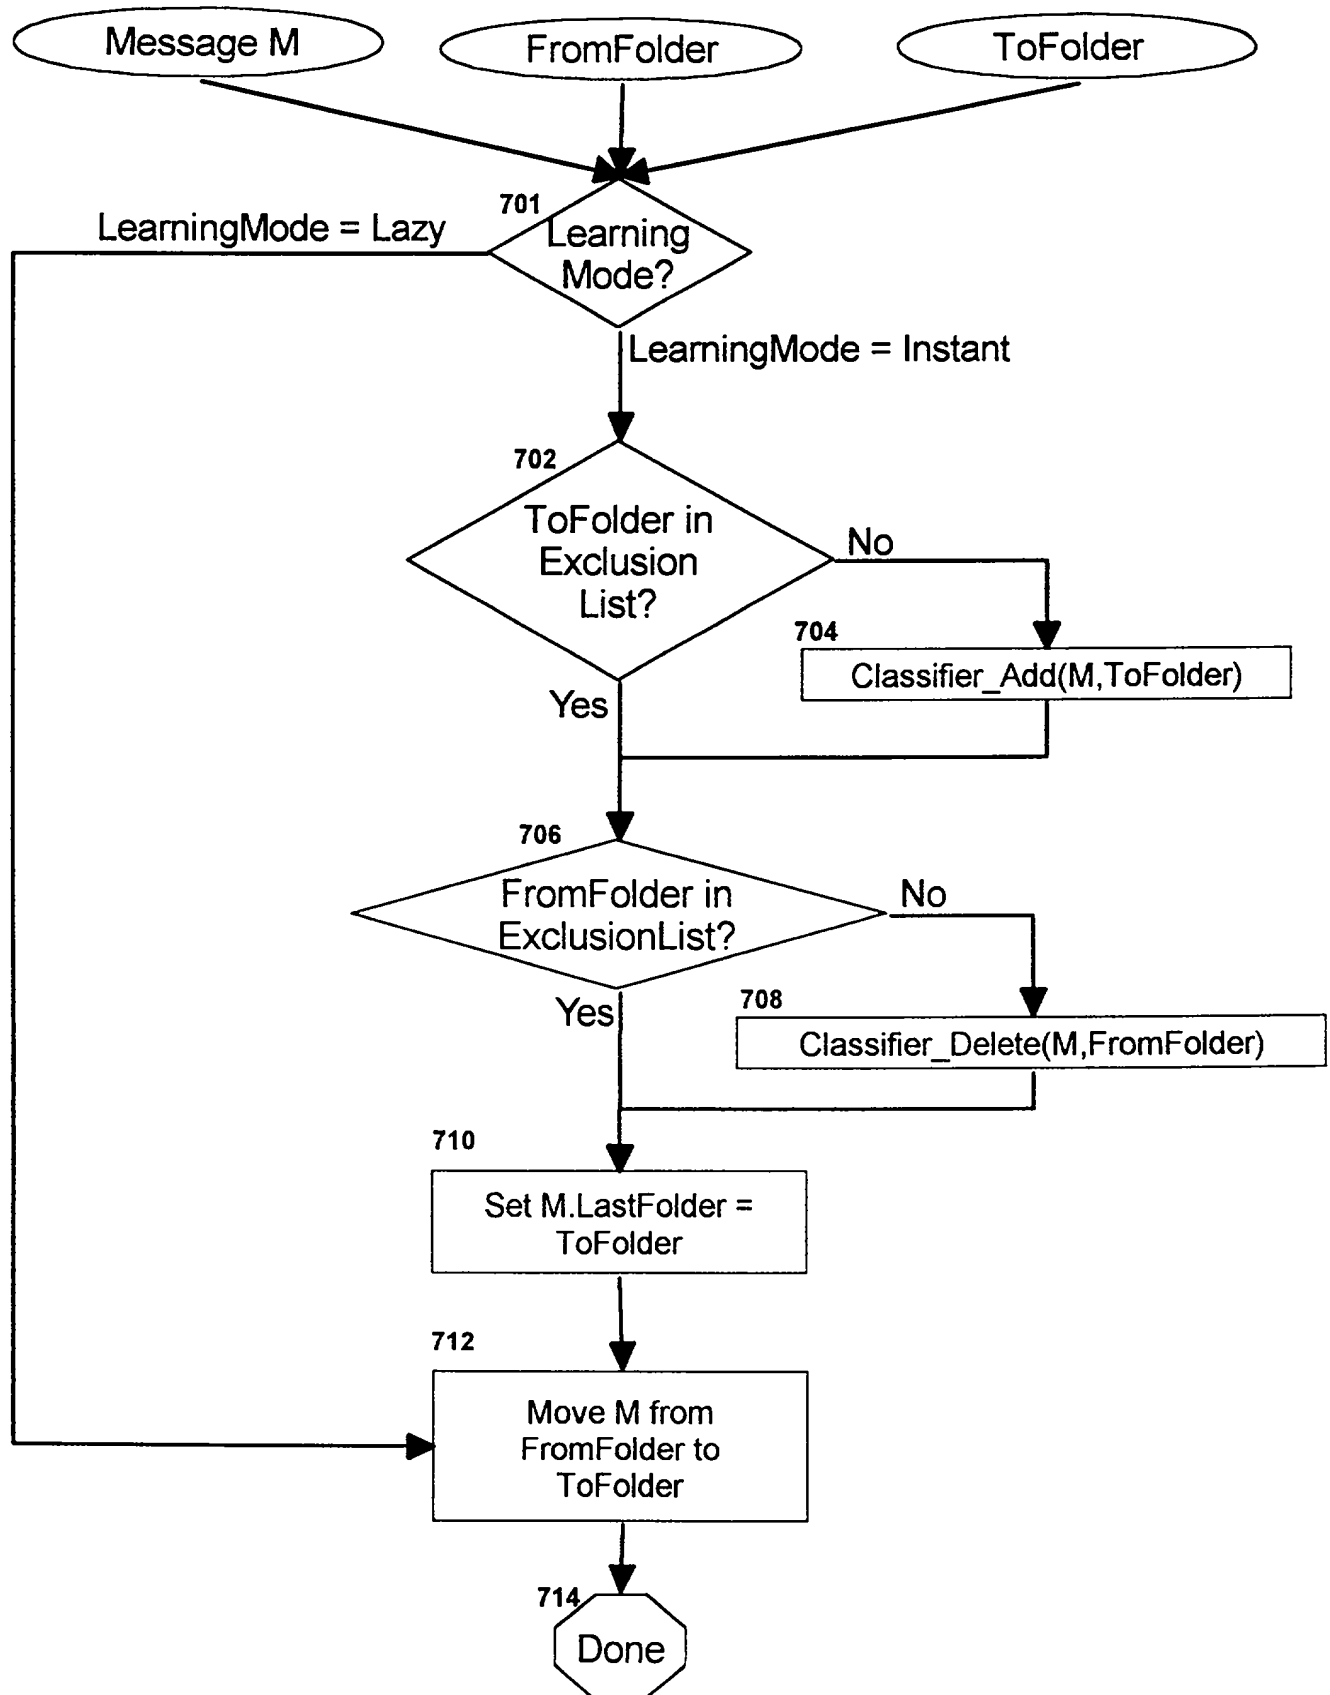 Message M
FromFolder
ToFolder
701
LearningMode = Lazy
Learning
Mode?
LearningMode = Instant
702
ToFolder in
Exclusion
List?
No
704
Classifier_Add(M,ToFolder)
Yes
706
FromFolder in
ExclusionList?
No
708
Classifier_Delete(M,FromFolder)
Yes
710
Set M.LastFolder =
ToFolder
712
Move M from
FromFolder to
ToFolder
714
Done